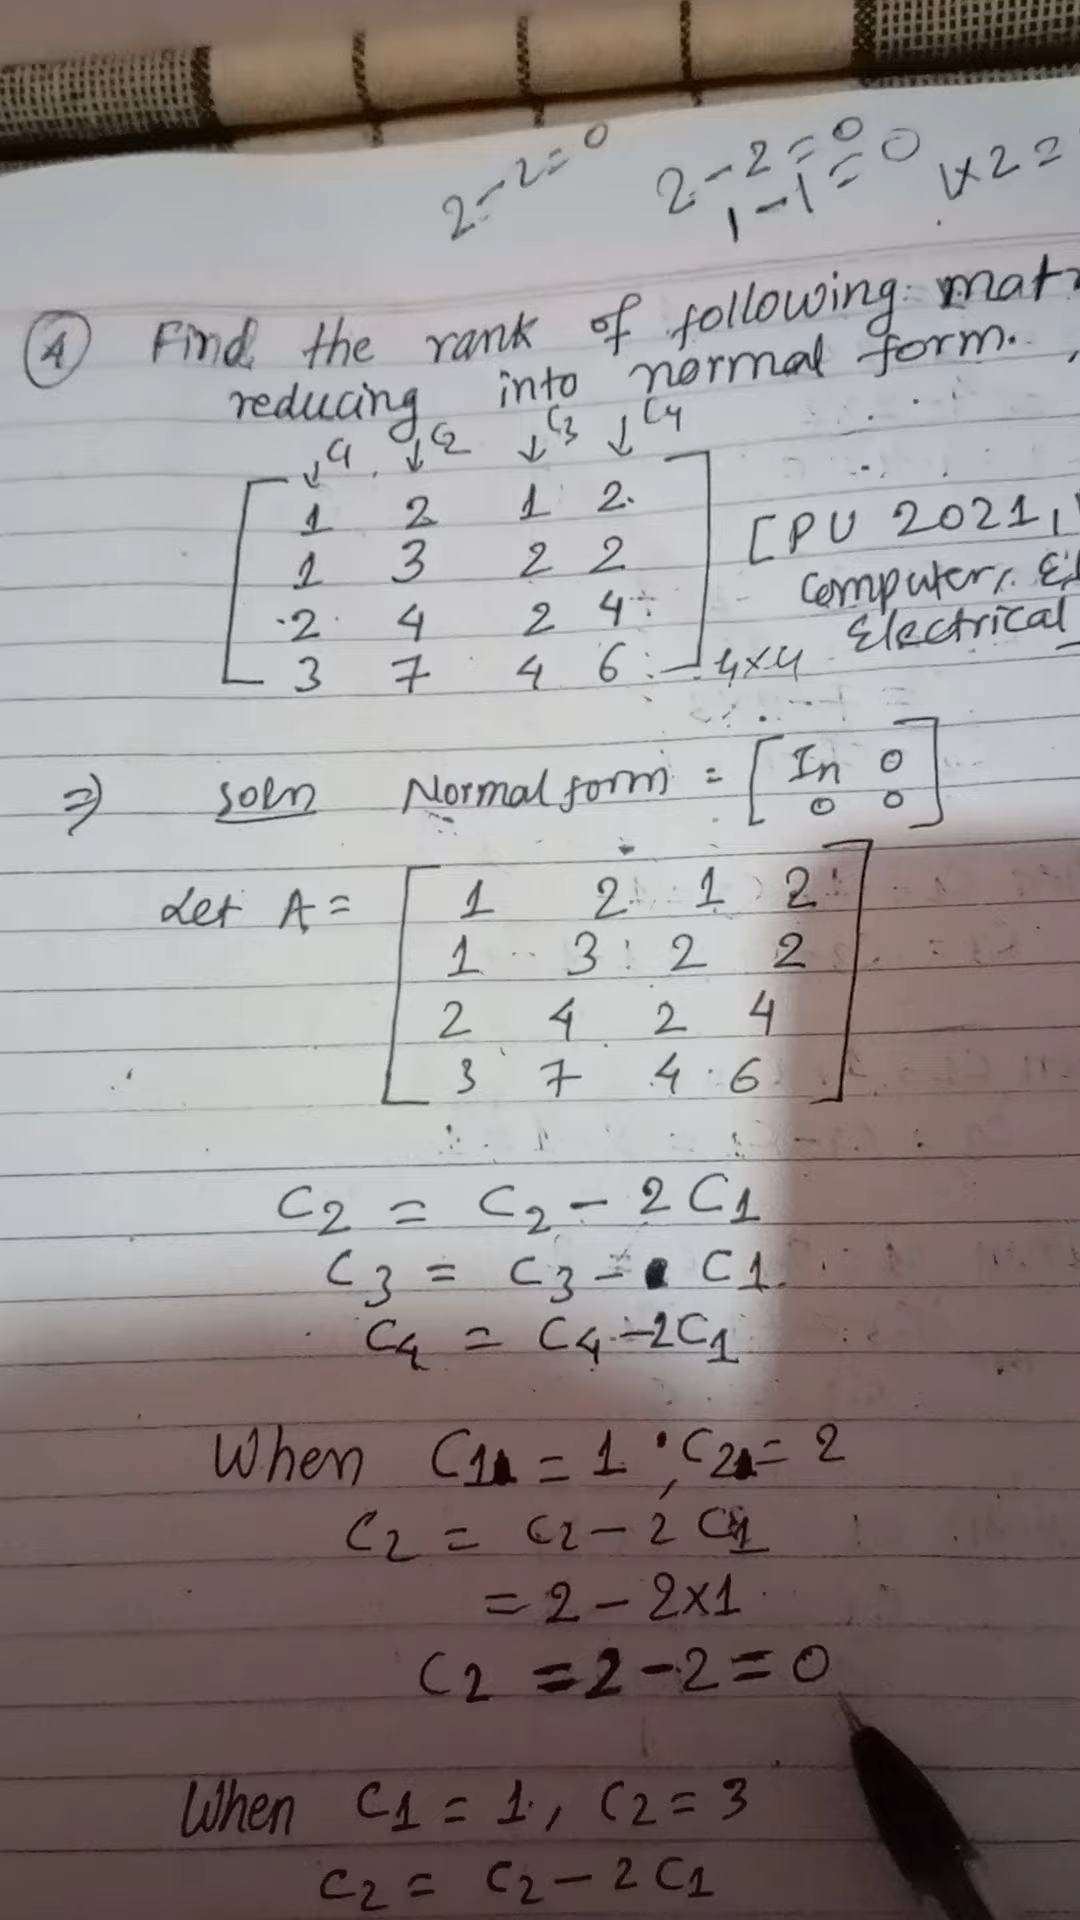 2-2=0 2-2=0
1-1=0 1×2=
④ Find the rank of following
reducing into normal form.
↓C1 ↓C2 ↓C3 ↓C4
1 2 1 2
1 3 2 2 [PU 2021,
2 4 2 4 Computer,
3 7 4 6 4×4 Electrical
⇒ Soln Normal form = [In 0
0 0]
Let A = 1 2 1 2
1 3 2 2
2 4 2 4
3 7 4 6
C2 = C2 - 2C1
C3 = C3 - C1
C4 = C4 - 2C1
When C1 = 1, C2 = 2
C2 = C2 - 2C1
= 2 - 2×1
C2 = 2-2=0
When C1 = 1, C2 = 3
C2 = C2 - 2C1